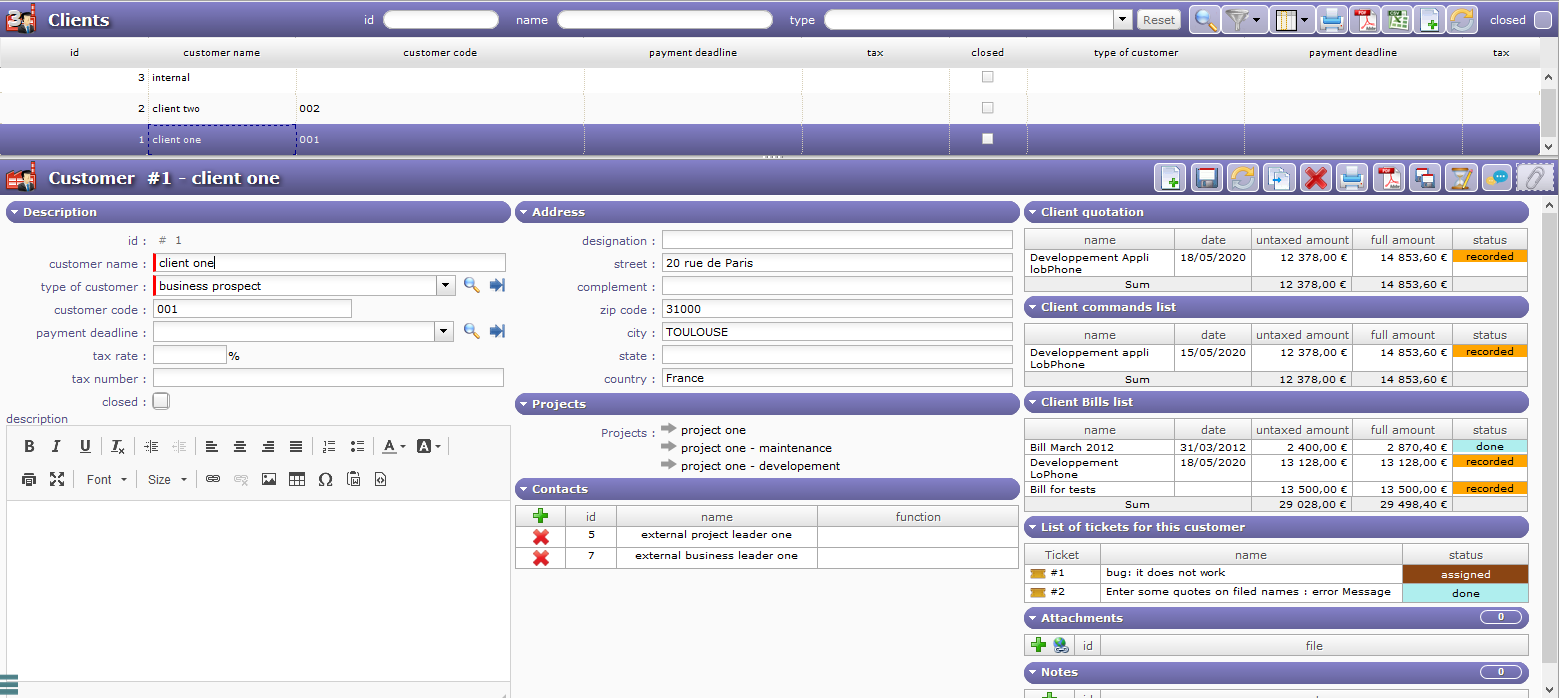 Clients id name type Reset closed
id customer name customer code payment deadline tax closed type of customer payment deadline tax
3 internal
2 client two 002
1 client one 001
Customer #1 - client one
Description
id : # 1
customer name : client one
type of customer : business prospect
customer code : 001
payment deadline :
tax rate : %
tax number :
closed :
description
B I U Tx A A
Font Size Ω
Address
designation :
street : 20 rue de Paris
complement :
zip code : 31000
city : TOULOUSE
state :
country : France
Projects
Projects : project one
project one - maintenance
project one - developement
Contacts
id name function
5 external project leader one
7 external business leader one
Client quotation
name date untaxed amount full amount status
Developpement Appli 18/05/2020 12 378,00 € 14 853,60 € recorded
lobPhone
Sum 12 378,00 € 14 853,60 €
Client commands list
name date untaxed amount full amount status
Developpement appli 15/05/2020 12 378,00 € 14 853,60 € recorded
LobPhone
Sum 12 378,00 € 14 853,60 €
Client Bills list
name date untaxed amount full amount status
Bill March 2012 31/03/2012 2 400,00 € 2 870,40 € done
Developpement 18/05/2020 13 128,00 € 13 128,00 € recorded
LoPhone
Bill for tests 13 500,00 € 13 500,00 € recorded
Sum 29 028,00 € 29 498,40 €
List of tickets for this customer
Ticket name status
#1 bug: it does not work assigned
#2 Enter some quotes on filed names : error Message done
Attachments 0
id file
Notes 0